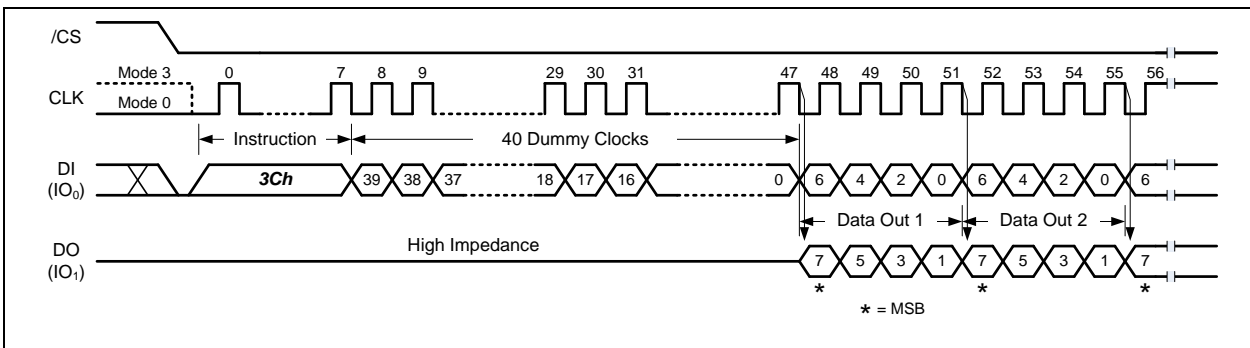 /CS
Mode 3 0 7 8 9 29 30 31 47 48 49 50 51 52 53 54 55 56
CLK
Mode 0
Instruction 40 Dummy Clocks
DI
(IO₀)
3Ch 39 38 37 18 17 16 0 6 4 2 0 6 4 2 0 6
Data Out 1 Data Out 2
DO
(IO₁)
High Impedance
7 5 3 1 7 5 3 1 7
* * *
* = MSB